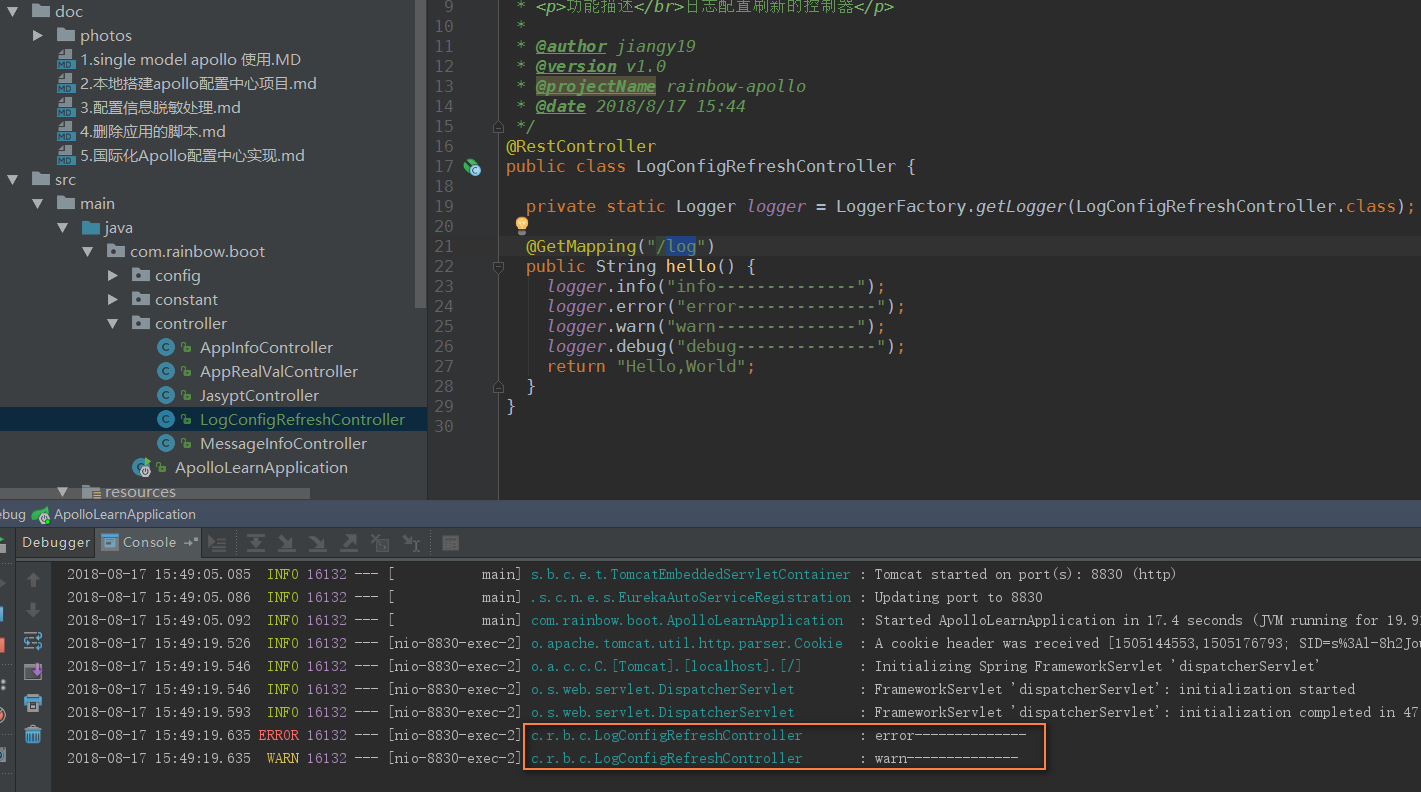 doc
photos
1.single model apollo 使用.MD
2.本地搭建apollo配置中心项目.md
3.配置信息脱敏处理.md
4.删除应用的脚本.md
5.国际化Apollo配置中心实现.md
src
main
java
com.rainbow.boot
config
constant
controller
AppInfoController
AppRealValController
JasyptController
LogConfigRefreshController
MessageInfoController
ApolloLearnApplication
resources
9 * <p>功能描述</br>日志配置刷新的控制器</p>
10 *
11 * @author jiangy19
12 * @version v1.0
13 * @projectName rainbow-apollo
14 * @date 2018/8/17 15:44
15 */
16 @RestController
17 public class LogConfigRefreshController {
18
19 private static Logger logger = LoggerFactory.getLogger(LogConfigRefreshController.class);
20
21 @GetMapping("/log")
22 public String hello() {
23 logger.info("info--------------");
24 logger.error("error--------------");
25 logger.warn("warn--------------");
26 logger.debug("debug--------------");
27 return "Hello,World";
28 }
29 }
30
ebug ApolloLearnApplication
Debugger Console
2018-08-17 15:49:05.085 INFO 16132 --- [ main] s.b.c.e.t.TomcatEmbeddedServletContainer : Tomcat started on port(s): 8830 (http)
2018-08-17 15:49:05.086 INFO 16132 --- [ main] .s.c.n.e.s.EurekaAutoServiceRegistration : Updating port to 8830
2018-08-17 15:49:05.092 INFO 16132 --- [ main] com.rainbow.boot.ApolloLearnApplication : Started ApolloLearnApplication in 17.4 seconds (JVM running for 19.9
2018-08-17 15:49:19.526 INFO 16132 --- [nio-8830-exec-2] o.apache.tomcat.util.http.parser.Cookie : A cookie header was received [1505144553,1505176793; SID=s%3Al-8h2Jou
2018-08-17 15:49:19.546 INFO 16132 --- [nio-8830-exec-2] o.a.c.c.C.[Tomcat].[localhost].[/] : Initializing Spring FrameworkServlet 'dispatcherServlet'
2018-08-17 15:49:19.546 INFO 16132 --- [nio-8830-exec-2] o.s.web.servlet.DispatcherServlet : FrameworkServlet 'dispatcherServlet': initialization started
2018-08-17 15:49:19.593 INFO 16132 --- [nio-8830-exec-2] o.s.web.servlet.DispatcherServlet : FrameworkServlet 'dispatcherServlet': initialization completed in 47
2018-08-17 15:49:19.635 ERROR 16132 --- [nio-8830-exec-2] c.r.b.c.LogConfigRefreshController : error--------------
2018-08-17 15:49:19.635 WARN 16132 --- [nio-8830-exec-2] c.r.b.c.LogConfigRefreshController : warn--------------